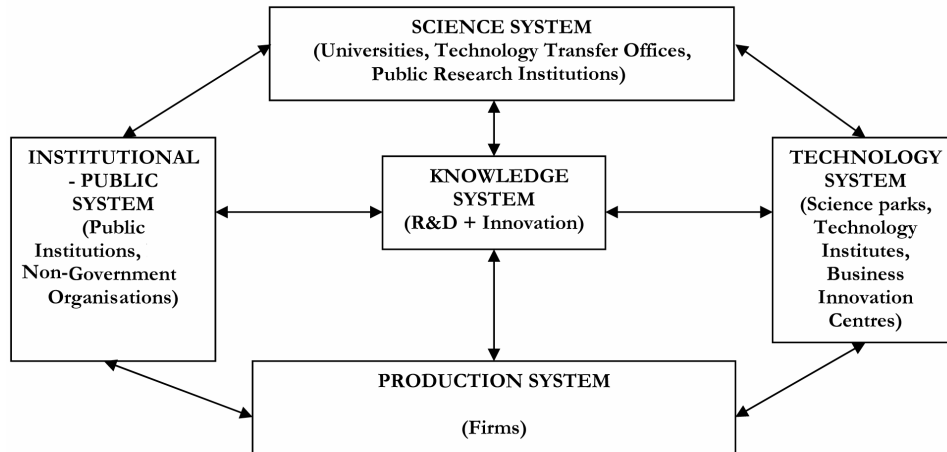 SCIENCE SYSTEM
(Universities, Technology Transfer Offices,
Public Research Institutions)
INSTITUTIONAL
- PUBLIC
SYSTEM
(Public
Institutions,
Non-Government
Organisations)
KNOWLEDGE
SYSTEM
(R&D + Innovation)
TECHNOLOGY
SYSTEM
(Science parks,
Technology
Institutes,
Business
Innovation
Centres)
PRODUCTION SYSTEM
(Firms)